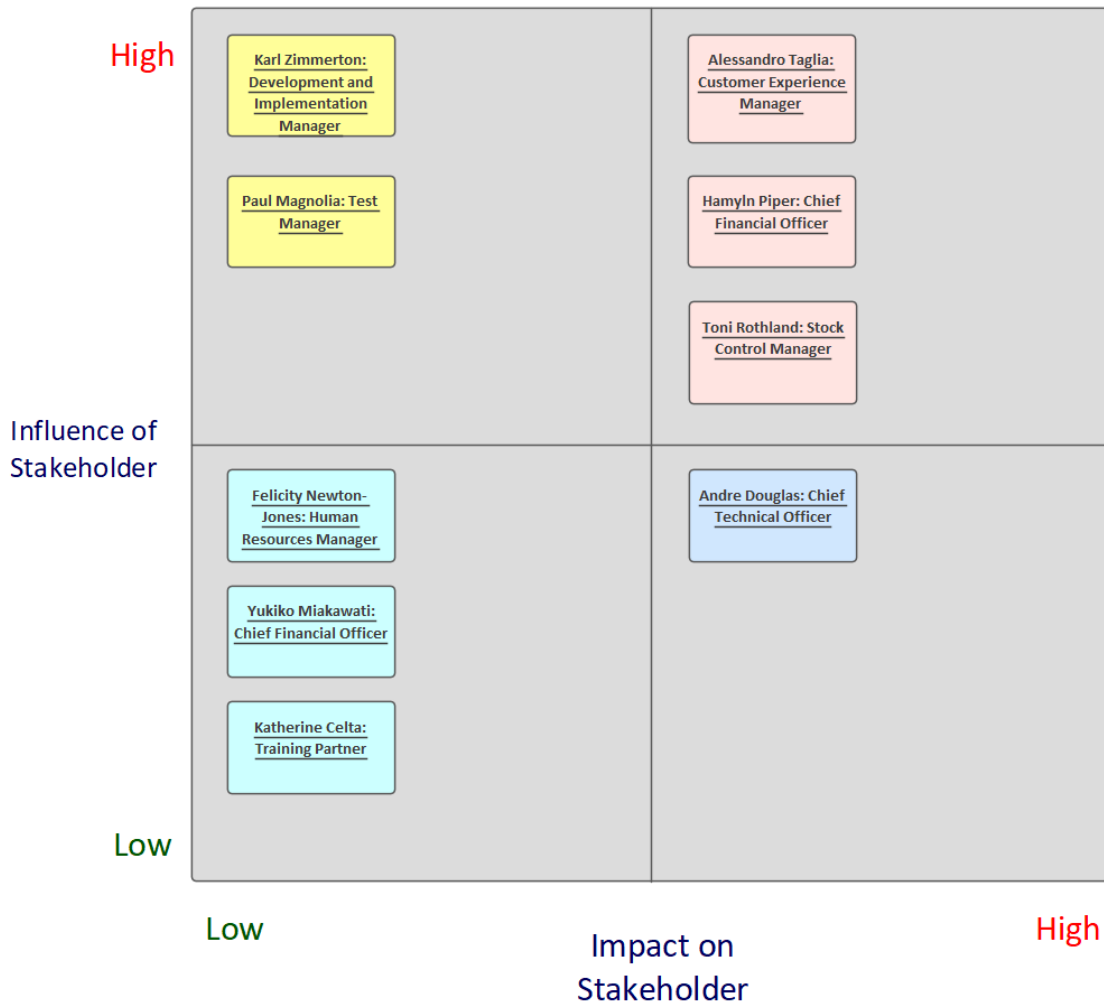 High
Karl Zimmerton:
Development and
Implementation
Manager
Alessandro Taglia:
Customer Experience
Manager
Paul Magnolia: Test
Manager
Hamyln Piper: Chief
Financial Officer
Toni Rothland: Stock
Control Manager
Influence of
Stakeholder
Felicity Newton-
Jones: Human
Resources Manager
Andre Douglas: Chief
Technical Officer
Yukiko Miakawati:
Chief Financial Officer
Katherine Celta:
Training Partner
Low
Low
Impact on
Stakeholder
High